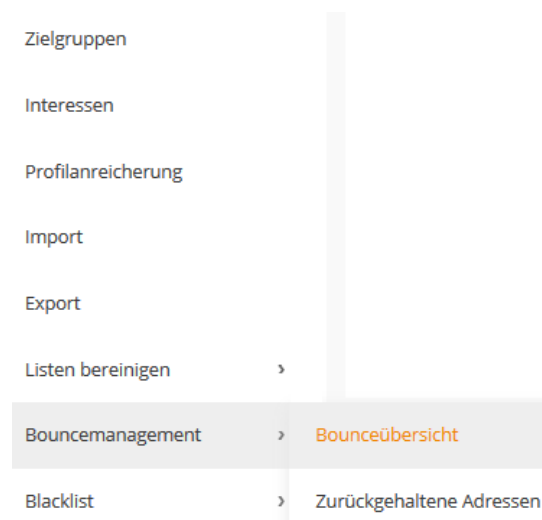 Zielgruppen
Interessen
Profilanreicherung
Import
Export
Listen bereinigen ›
Bouncemanagement › Bounceübersicht
Blacklist › Zurückgehaltene Adressen